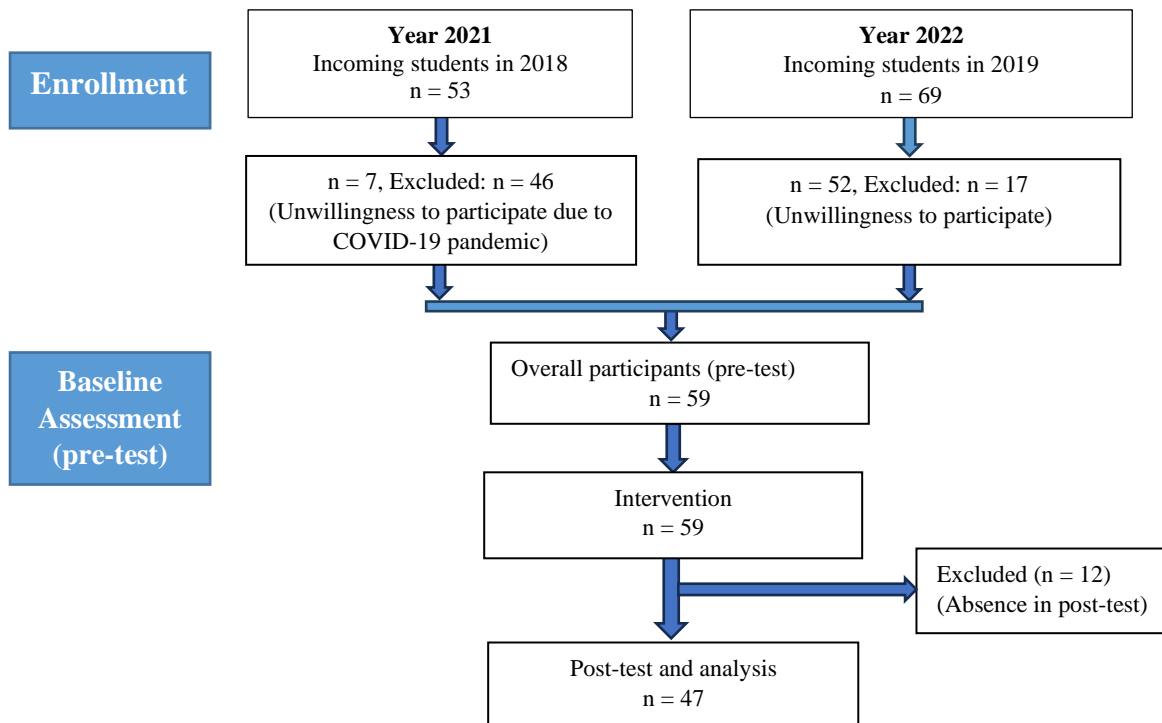 Enrollment
Year 2021
Incoming students in 2018
n = 53
Year 2022
Incoming students in 2019
n = 69
n = 7, Excluded: n = 46
(Unwillingness to participate due to
COVID-19 pandemic)
n = 52, Excluded: n = 17
(Unwillingness to participate)
Baseline
Assessment
(pre-test)
Overall participants (pre-test)
n = 59
Intervention
n = 59
Excluded (n = 12)
(Absence in post-test)
Post-test and analysis
n = 47